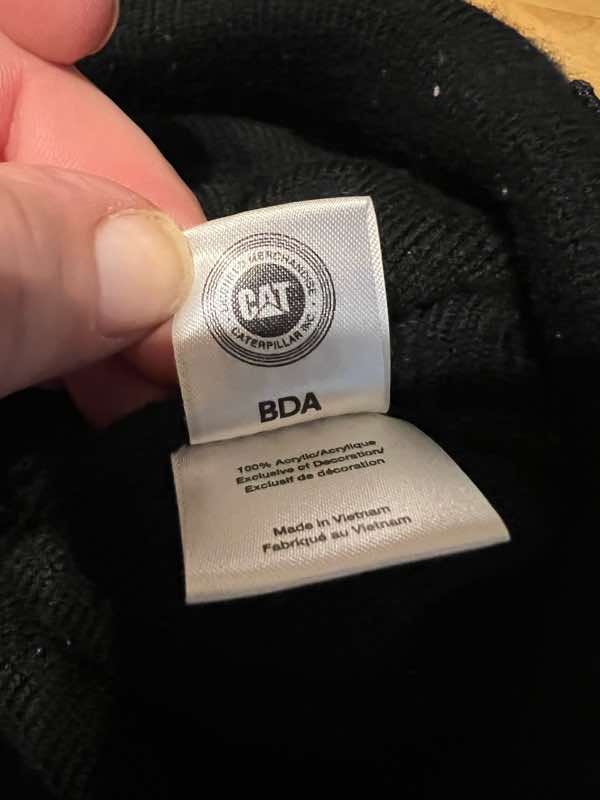 MERCHANDISE
CAT
CATERPILLAR INC.
BDA
100% Acrylic/Acrylique
Exclusive of Decoration/
Exclusif de décoration
Made in Vietnam
Fabriqué au Vietnam